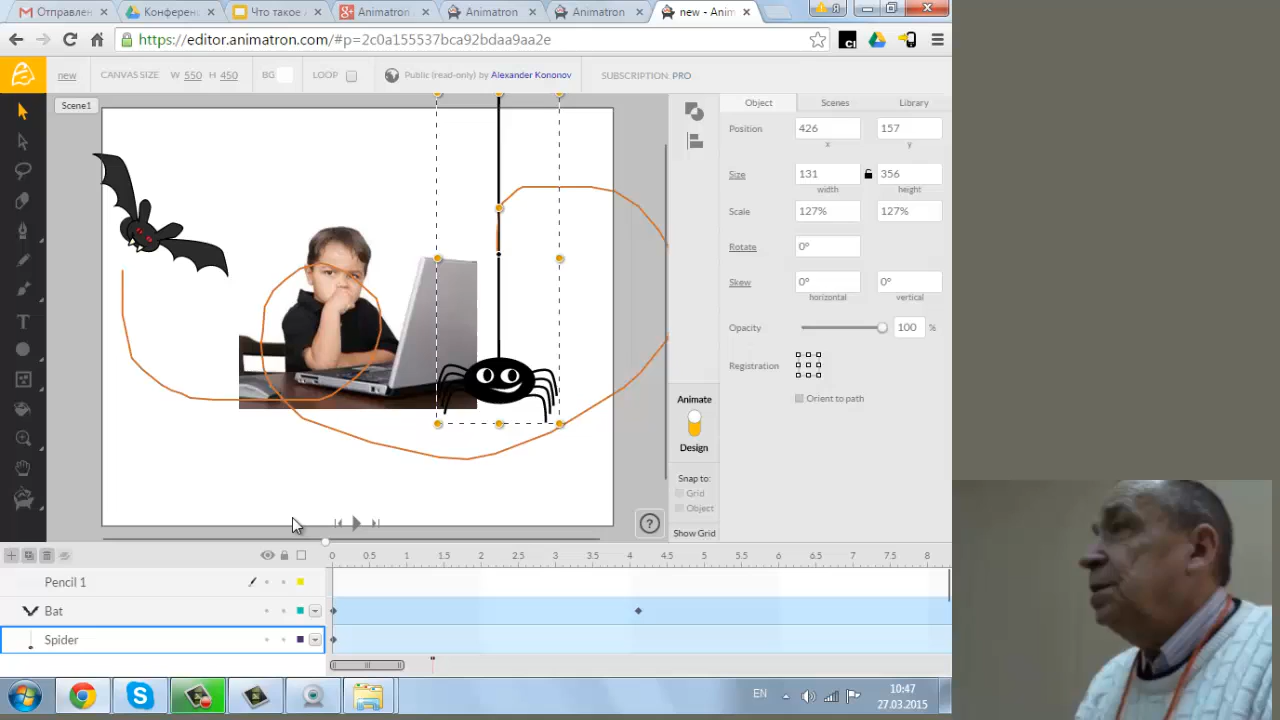 Отправлен
Конферен
Что такое А
Animatron
Animatron
Animatron
new - Anim
Я
https://editor.animatron.com/#p=2c0a155537bca92bdaa9aa2e
new
CANVAS SIZE W 550 H 450
BG
LOOP
Public (read-only) by Alexander Kononov
SUBSCRIPTION: PRO
Scene1
Object
Scenes
Library
Position
426
157
x
y
Size
131
356
width
height
Scale
127%
127%
Rotate
0°
Skew
0°
0°
horizontal
vertical
Opacity
100 %
Registration
Orient to path
Animate
Design
Snap to:
Grid
Object
Show Grid
?
0 0.5 1 1.5 2 2.5 3 3.5 4 4.5 5 5.5 6 6.5 7 7.5 8
Pencil 1
Bat
Spider
EN
10:47
27.03.2015